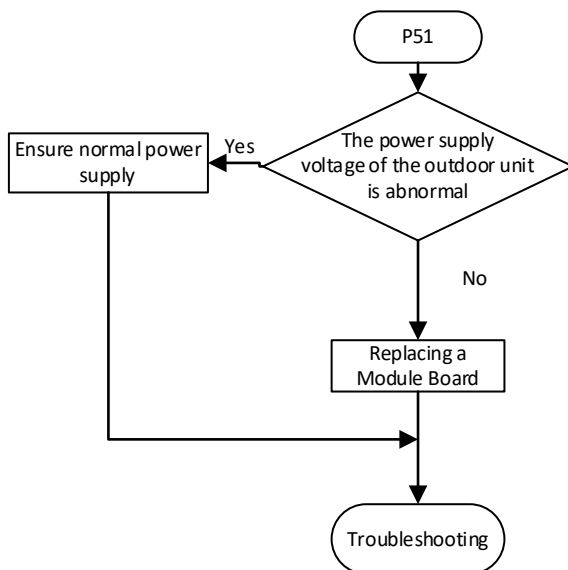 P51
The power supply
voltage of the outdoor unit
is abnormal
Yes
Ensure normal power
supply
No
Replacing a
Module Board
Troubleshooting